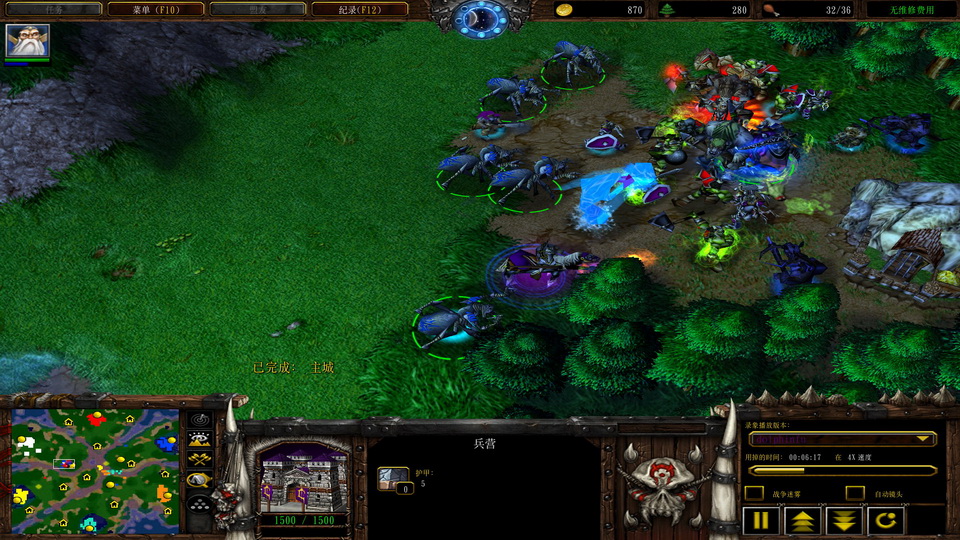 任务
菜单 (F10)
盟友
纪录(F12)
870
280
32/36
无维修费用
已完成: 主城
兵营
护甲:
5
0
1500 / 1500
录象播放版本:
用掉的时间: 00:06:17 在 4X 速度
战争迷雾
自动镜头